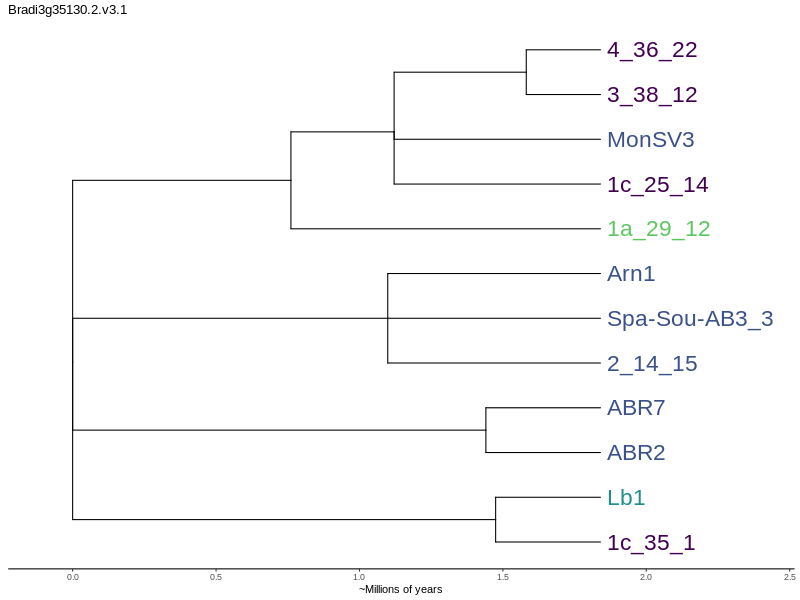 Bradi3g35130.2.v3.1
4_36_22
3_38_12
MonSV3
1c_25_14
1a_29_12
Arn1
Spa-Sou-AB3_3
2_14_15
ABR7
ABR2
Lb1
1c_35_1
0.0 0.5 1.0 1.5 2.0 2.5
~Millions of years